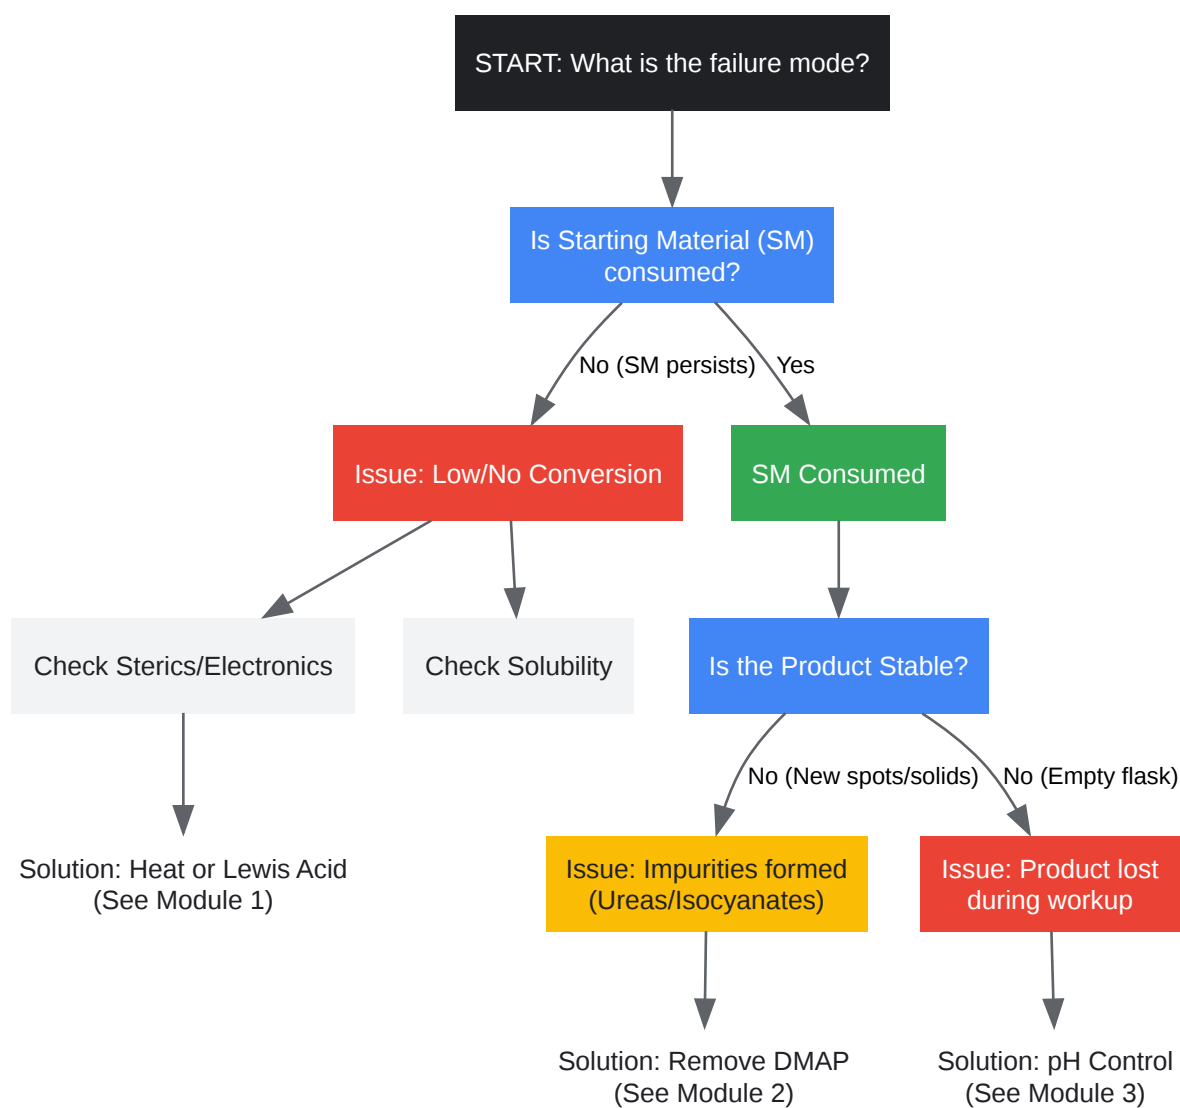 START: What is the failure mode?
Is Starting Material (SM)
consumed?
No (SM persists)
Yes
Issue: Low/No Conversion
SM Consumed
Check Sterics/Electronics
Check Solubility
Is the Product Stable?
No (New spots/solids)
No (Empty flask)
Solution: Heat or Lewis Acid
(See Module 1)
Issue: Impurities formed
(Ureas/Isocyanates)
Issue: Product lost
during workup
Solution: Remove DMAP
(See Module 2)
Solution: pH Control
(See Module 3)